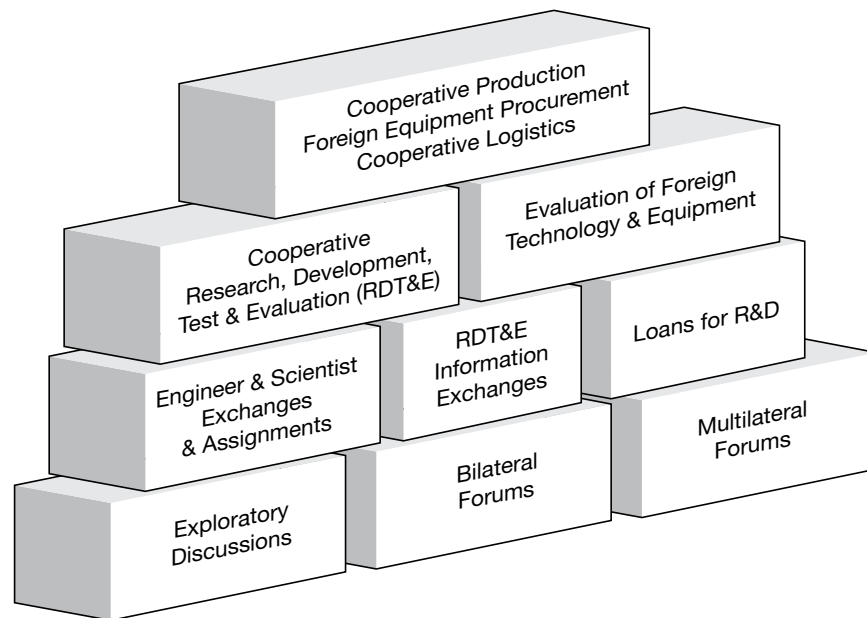 Cooperative Production
Foreign Equipment Procurement
Cooperative Logistics
Cooperative
Research, Development,
Test & Evaluation (RDT&E)
Evaluation of Foreign
Technology & Equipment
Engineer & Scientist
Exchanges
& Assignments
RDT&E
Information
Exchanges
Loans for R&D
Exploratory
Discussions
Bilateral
Forums
Multilateral
Forums